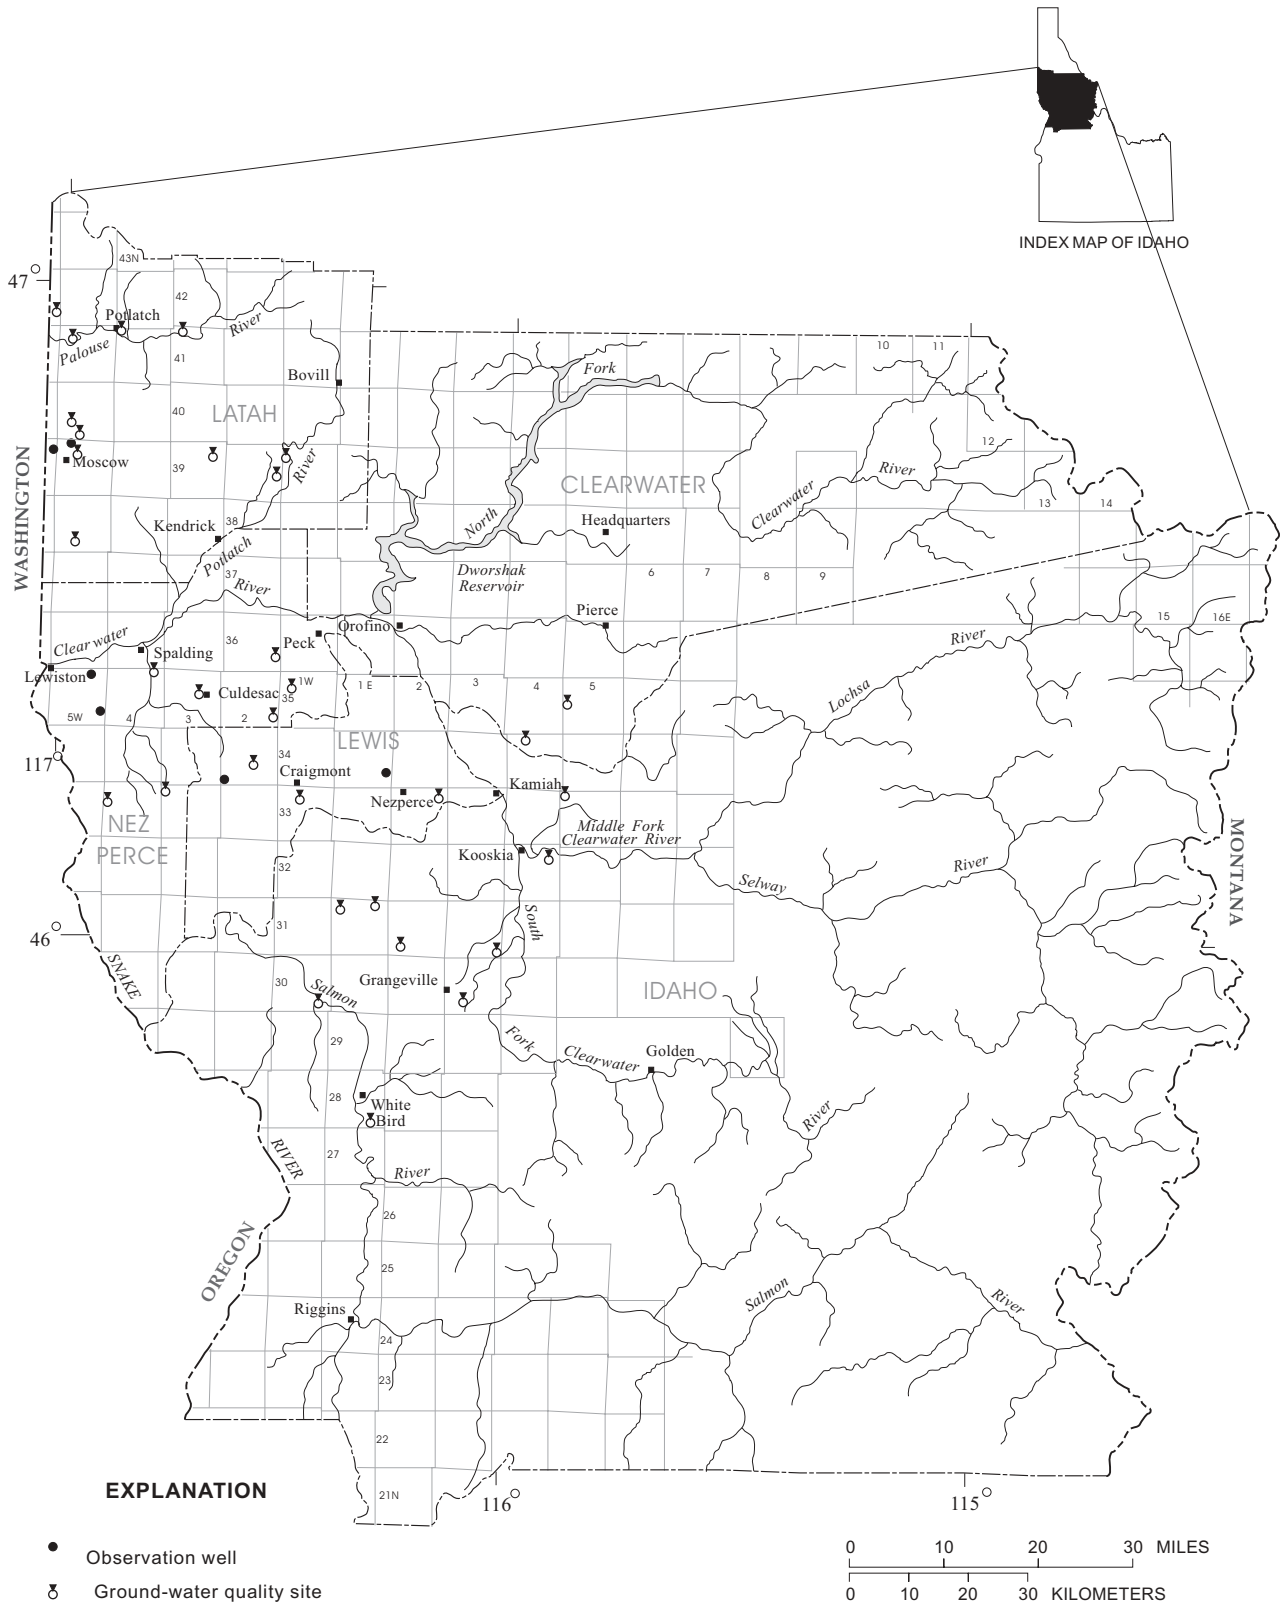 INDEX MAP OF IDAHO
43N
47°
42
Potlatch
River
Palouse
41
10
11
Fork
Bovill
40
LATAH
12
WASHINGTON
Moscow
39
River
CLEARWATER
River
Clearwater
13
14
38
Kendrick
North
Headquarters
Potlatch
37
River
Dworshak
Reservoir
6
7
8
9
Pierce
15
16E
Orofino
36
Peck
Clearwater
Spalding
River
Lewiston
Culdesac
1W
35
1 E
2
3
4
5
Lochsa
5W
4
3
2
LEWIS
34
117°
Craigmont
Kamiah
Nezperce
33
NEZ
PERCE
Middle Fork
Clearwater River
MONTANA
Kooskia
32
River
Selway
31
South
46°
SNAKE
30
Salmon
Grangeville
IDAHO
29
Fork
Clearwater
Golden
28
White
Bird
River
RIVER
27
River
26
OREGON
25
Salmon
River
Riggins
24
23
22
EXPLANATION
21N
116°
115°
Observation well
0 10 20 30 MILES
Ground-water quality site
0 10 20 30 KILOMETERS